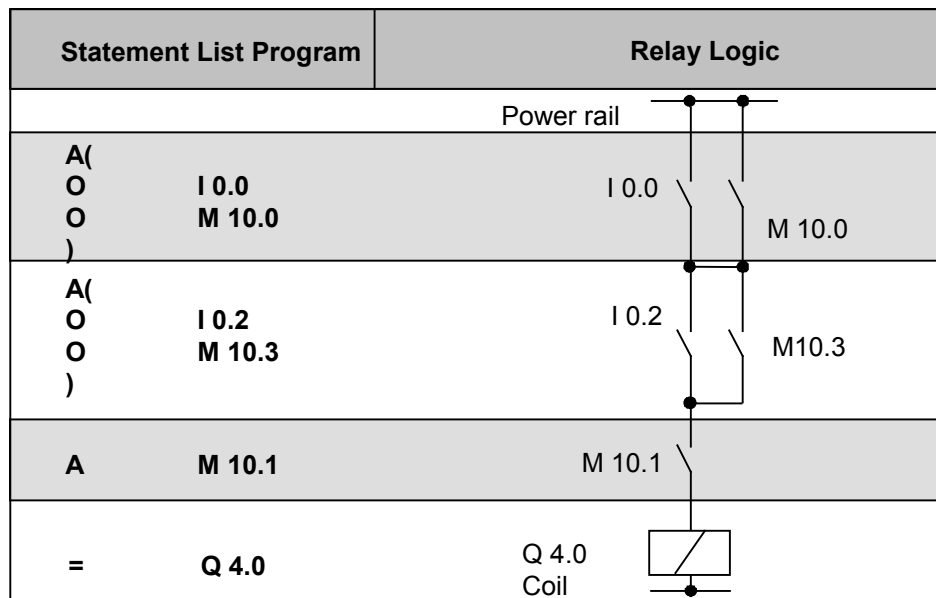 Statement List Program
Relay Logic
Power rail
A(
O I 0.0
O M 10.0
)
I 0.0
M 10.0
A(
O I 0.2
O M 10.3
)
I 0.2
M10.3
A M 10.1
M 10.1
= Q 4.0
Q 4.0
Coil